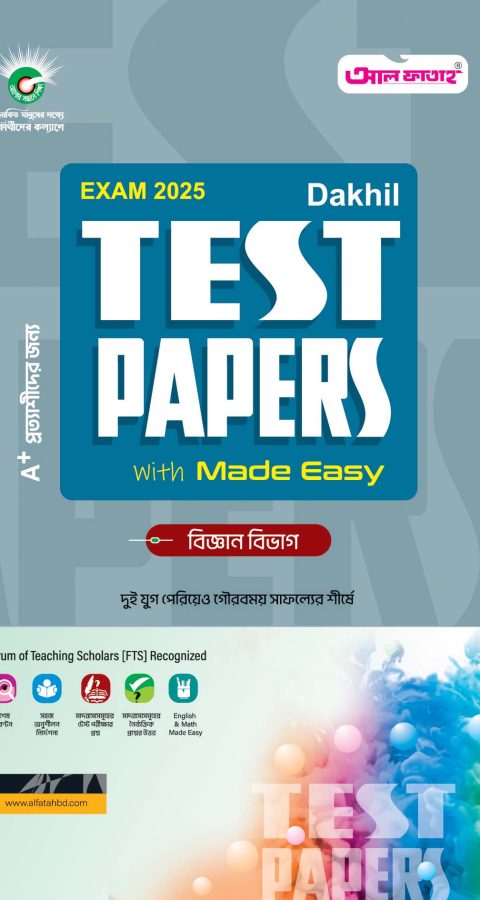 আল ফাতাহ®
মানুষের লক্ষ্যে
কল্যাণে
EXAM 2025
Dakhil
TEST
PAPERS
with Made Easy
A+ প্রত্যাশীদের জন্য
বিজ্ঞান বিভাগ
দুই যুগ পেরিয়েও গৌরবময় সাফল্যের শীর্ষে
rum of Teaching Scholars [FTS] Recognized
সহজ
অনুশীলন
নির্দেশনা
মাদরাসাসমূহের
টেস্ট পরীক্ষার
প্রশ্ন
মাদরাসাসমূহের
নৈর্ব্যক্তিক
প্রশ্নের উত্তর
English
& Math
Made Easy
www.alfatahbd.com
TEST
PAPERS